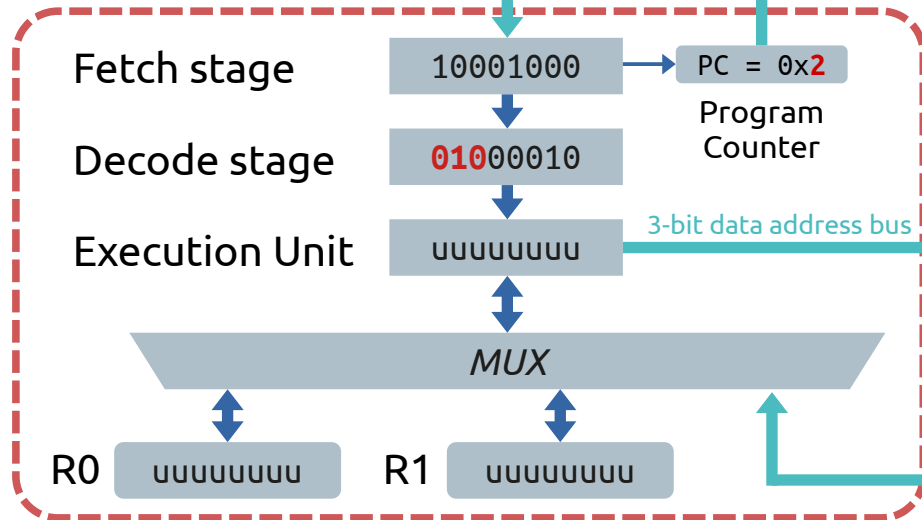 Fetch stage
10001000
PC = 0x2
Program
Counter
Decode stage
01000010
Execution Unit
uuuuuuuu
3-bit data address bus
MUX
R0
uuuuuuuu
R1
uuuuuuuu